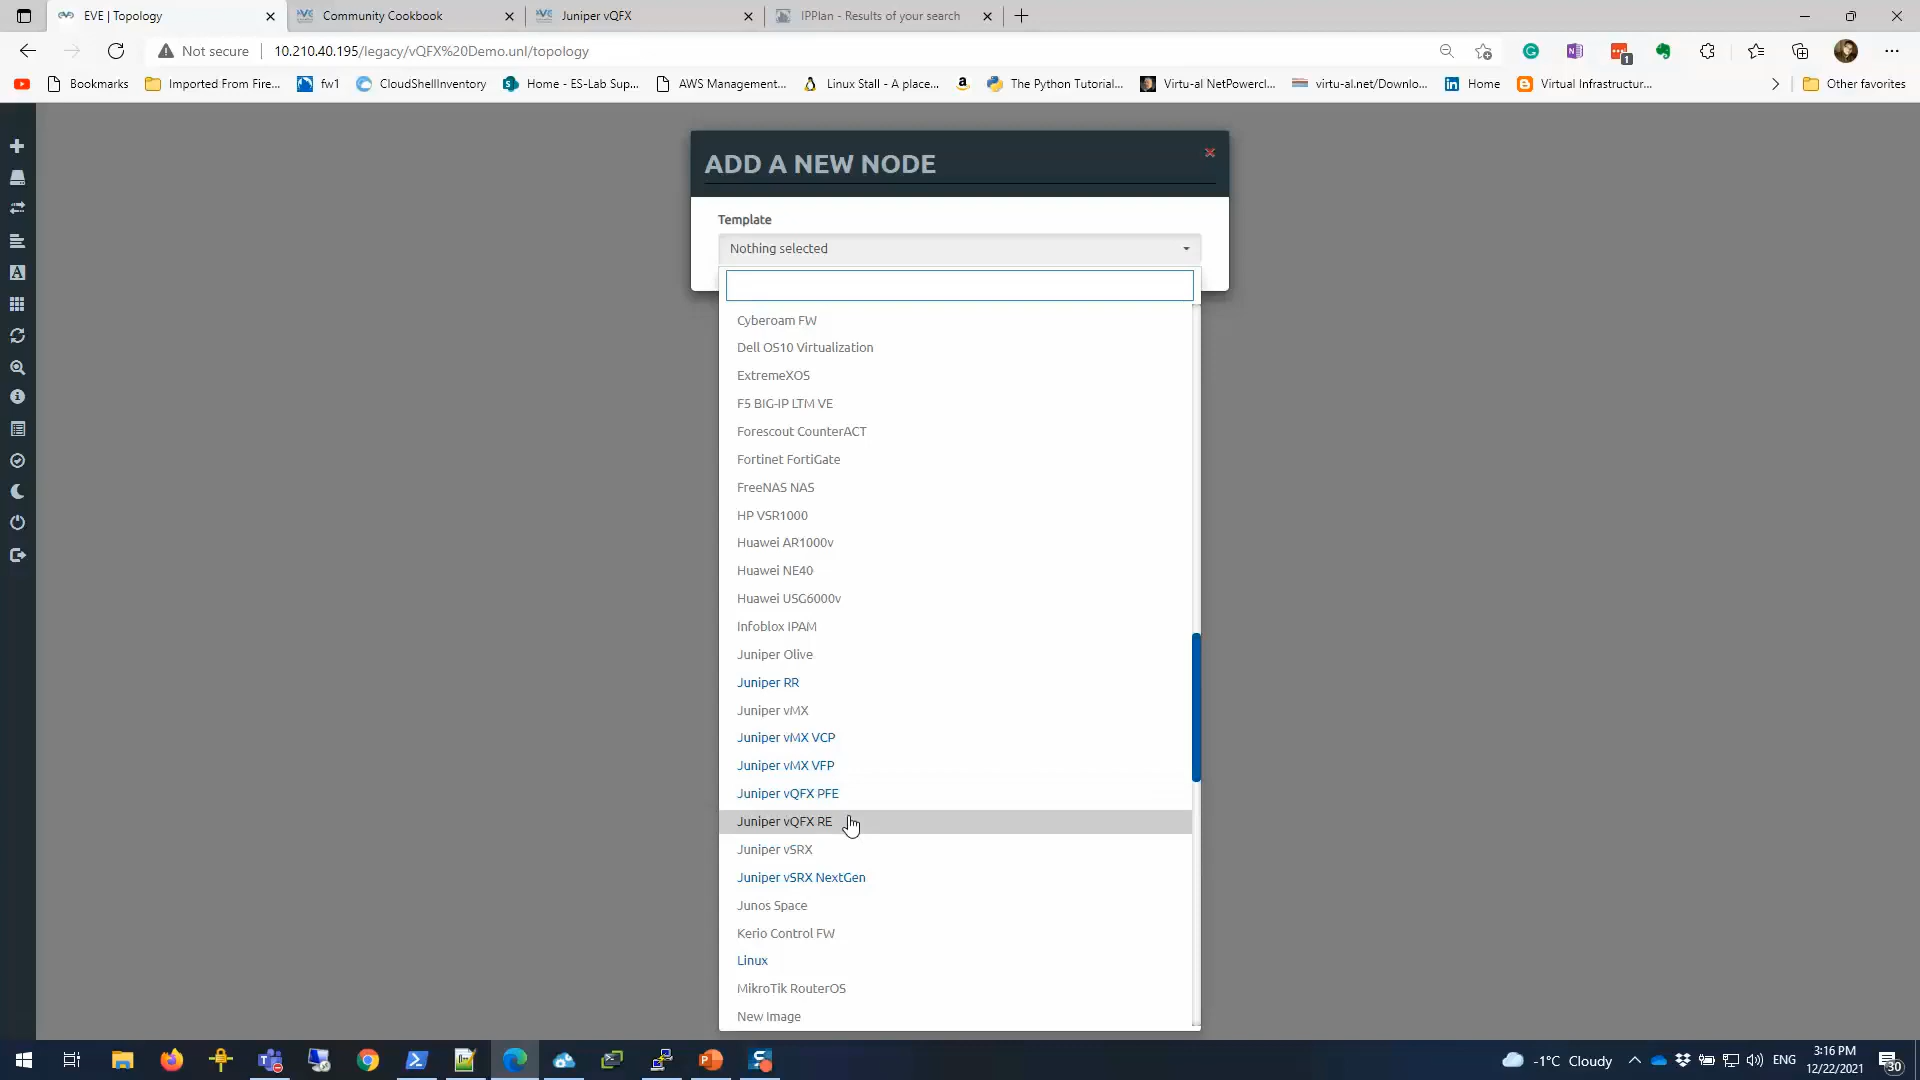 EVE | Topology
Community Cookbook
Juniper vQFX
IPPlan - Results of your search
Not secure
10.210.40.195/legacy/vQFX%20Demo.unl/topology
1
Bookmarks
Imported From Fire...
fw1
CloudShellInventory
Home - ES-Lab Sup...
AWS Management...
Linux Stall - A place...
The Python Tutorial...
Virtu-al NetPowercl...
virtu-al.net/Downlo...
Home
Virtual Infrastructur...
Other favorites
ADD A NEW NODE
Template
Nothing selected
Cyberoam FW
Dell OS10 Virtualization
ExtremeXOS
F5 BIG-IP LTM VE
Forescout CounterACT
Fortinet FortiGate
FreeNAS NAS
HP VSR1000
Huawei AR1000v
Huawei NE40
Huawei USG6000v
Infoblox IPAM
Juniper Olive
Juniper RR
Juniper vMX
Juniper vMX VCP
Juniper vMX VFP
Juniper vQFX PFE
Juniper vQFX RE
Juniper vSRX
Juniper vSRX NextGen
Junos Space
Kerio Control FW
Linux
MikroTik RouterOS
New Image
-1°C Cloudy
ENG
3:16 PM
12/22/2021
30